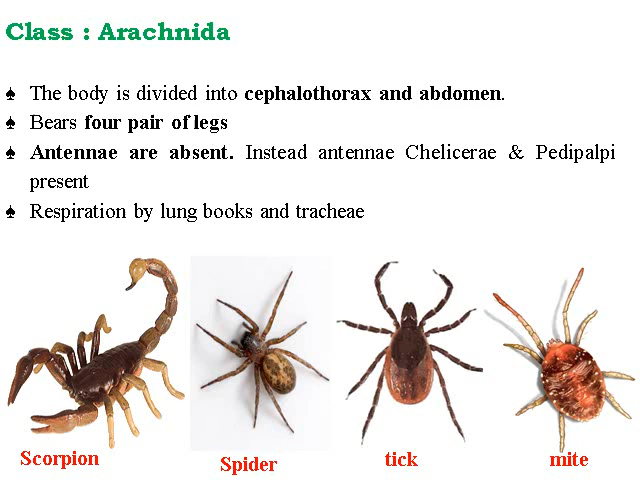 Class : Arachnida
♠ The body is divided into cephalothorax and abdomen.
♠ Bears four pair of legs
♠ Antennae are absent. Instead antennae Chelicerae & Pedipalpi
present
♠ Respiration by lung books and tracheae
Scorpion Spider tick mite